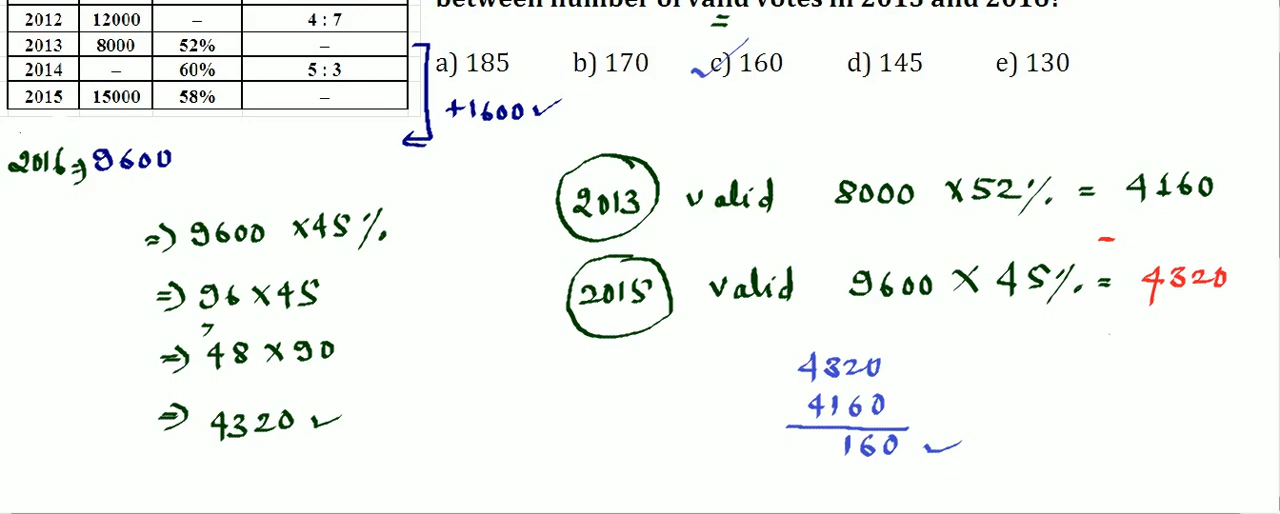 between number of valid votes in 2013 and 2016?
2012 12000 – 4 : 7
2013 8000 52% –
2014 – 60% 5 : 3
2015 15000 58% –
=
a) 185 b) 170 c) 160 d) 145 e) 130
+1600 ✓
2016 ⇒ 9600
⇒ 9600 × 45%.
⇒ 96 × 45
⇒ 48 × 90
⇒ 4320 ✓
2013 valid 8000 × 52% = 4160
–
2015 valid 9600 × 45%. = 4320
4320
4160
160 ✓